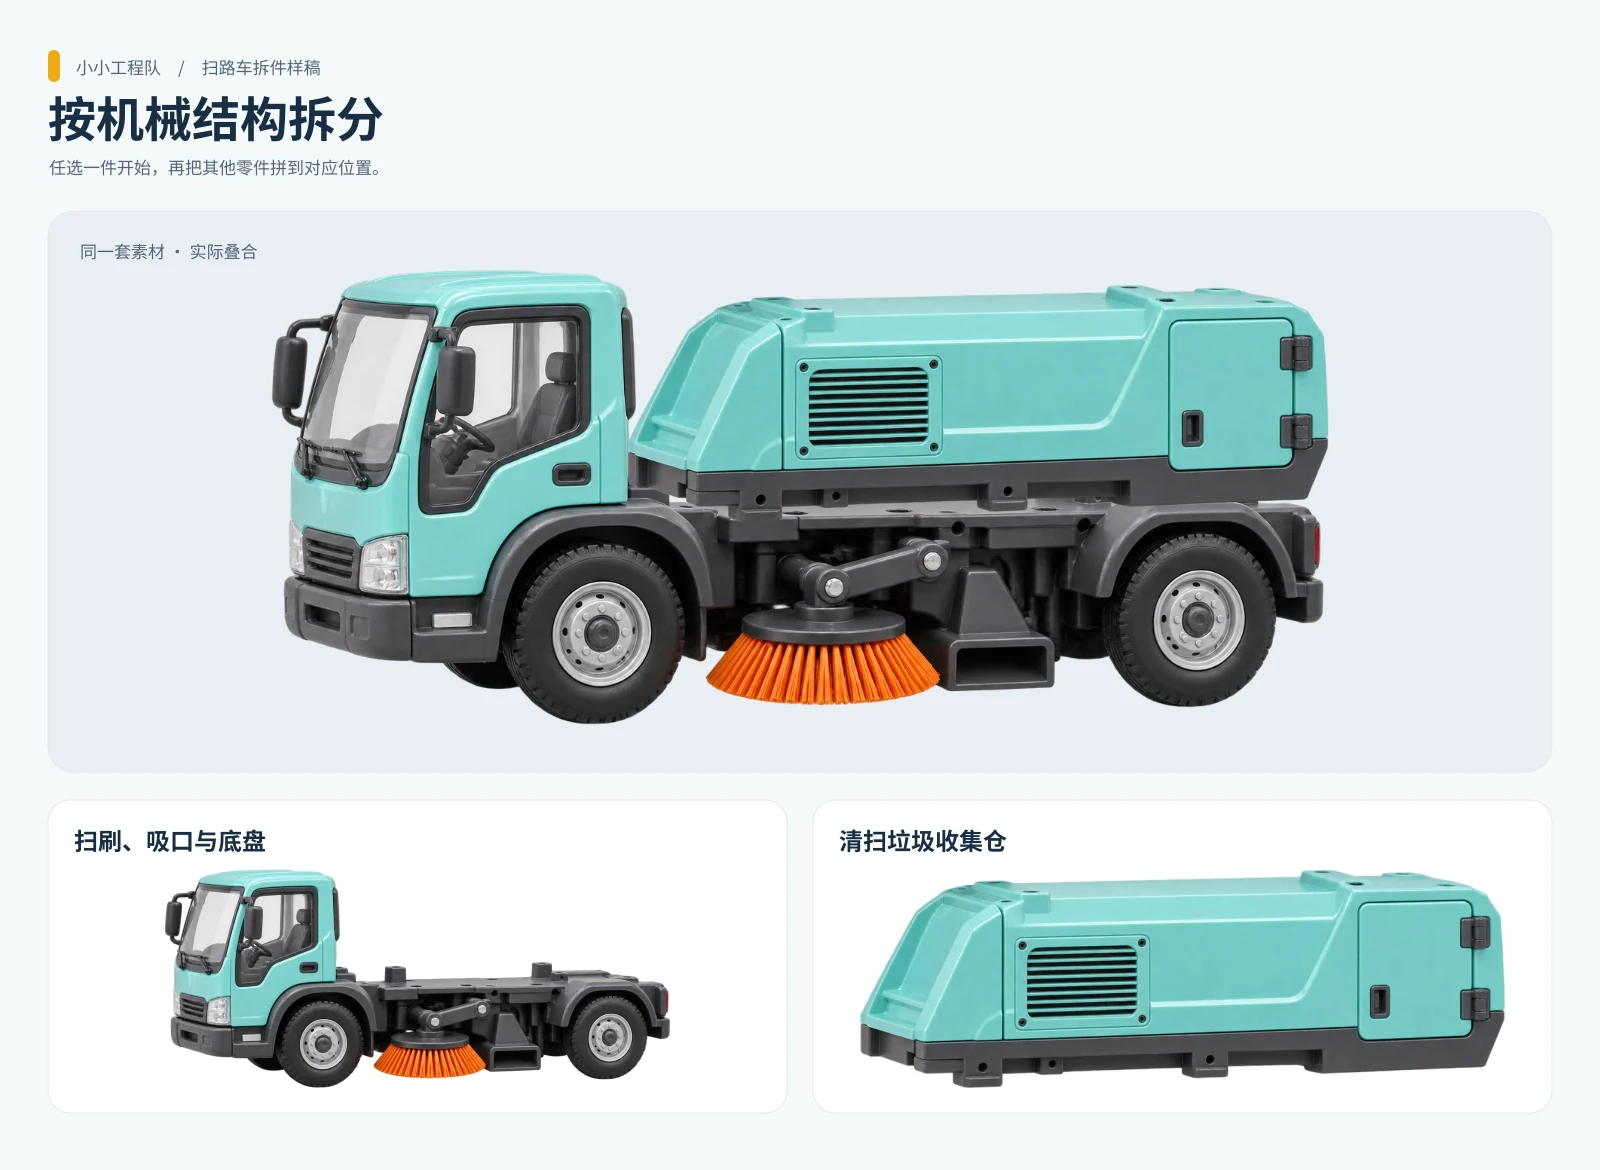 小小工程队 / 扫路车拆件样稿
按机械结构拆分
任选一件开始，再把其他零件拼到对应位置。
同一套素材 · 实际叠合
扫刷、吸口与底盘
清扫垃圾收集仓